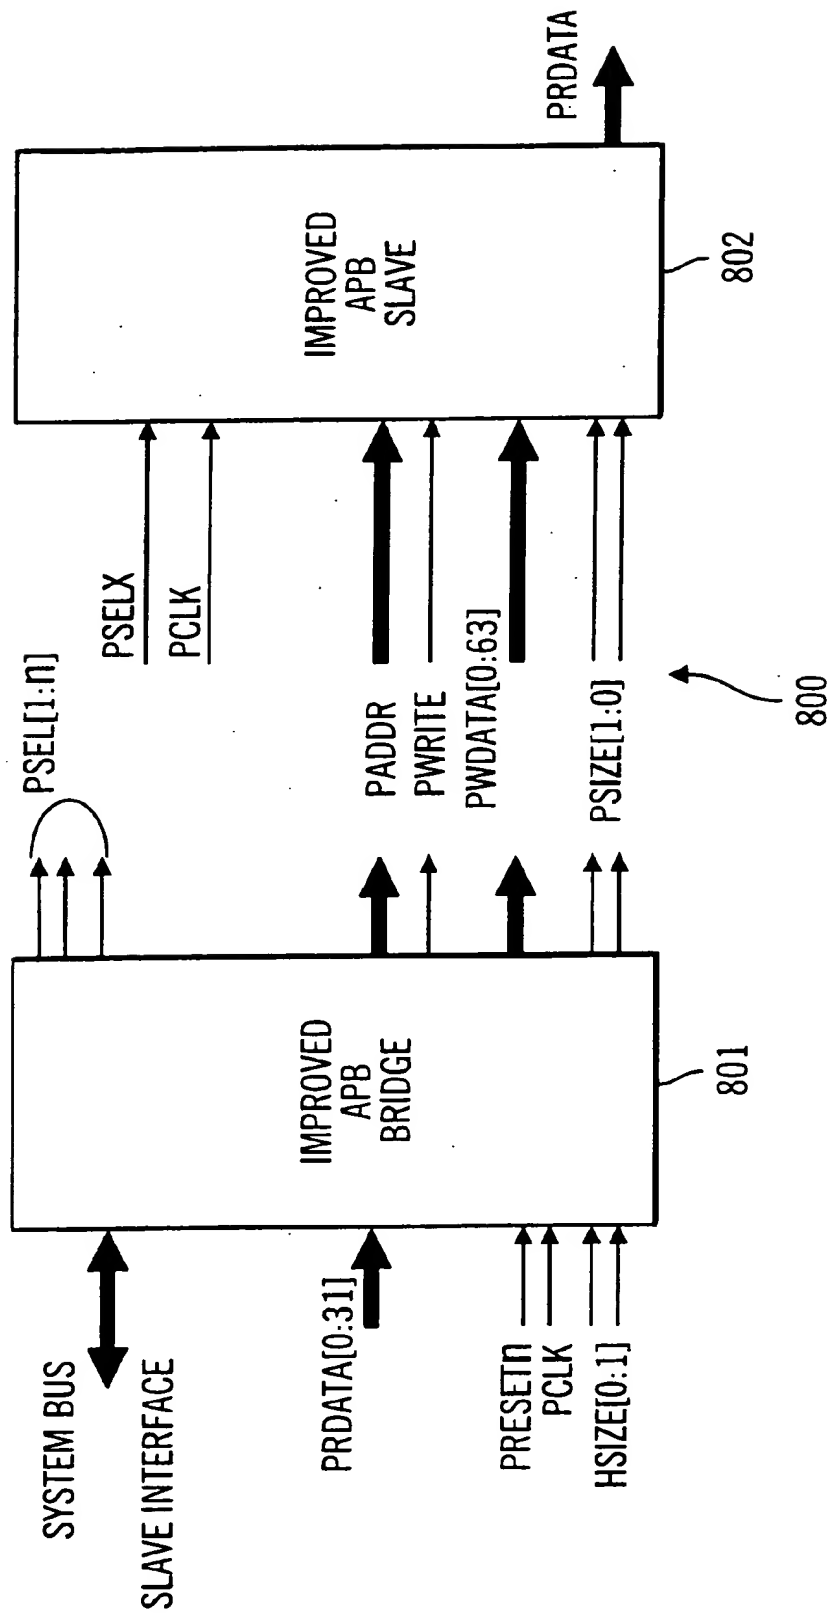 SYSTEM BUS
SLAVE INTERFACE
PRDATA[0:31]
PRESETn
PCLK
HSIZE[0:1]
IMPROVED
APB
BRIDGE
801
PSEL[1:n]
PSELX
PCLK
PADDR
PWRITE
PWDATA[0:63]
PSIZE[1:0]
800
IMPROVED
APB
SLAVE
802
PRDATA